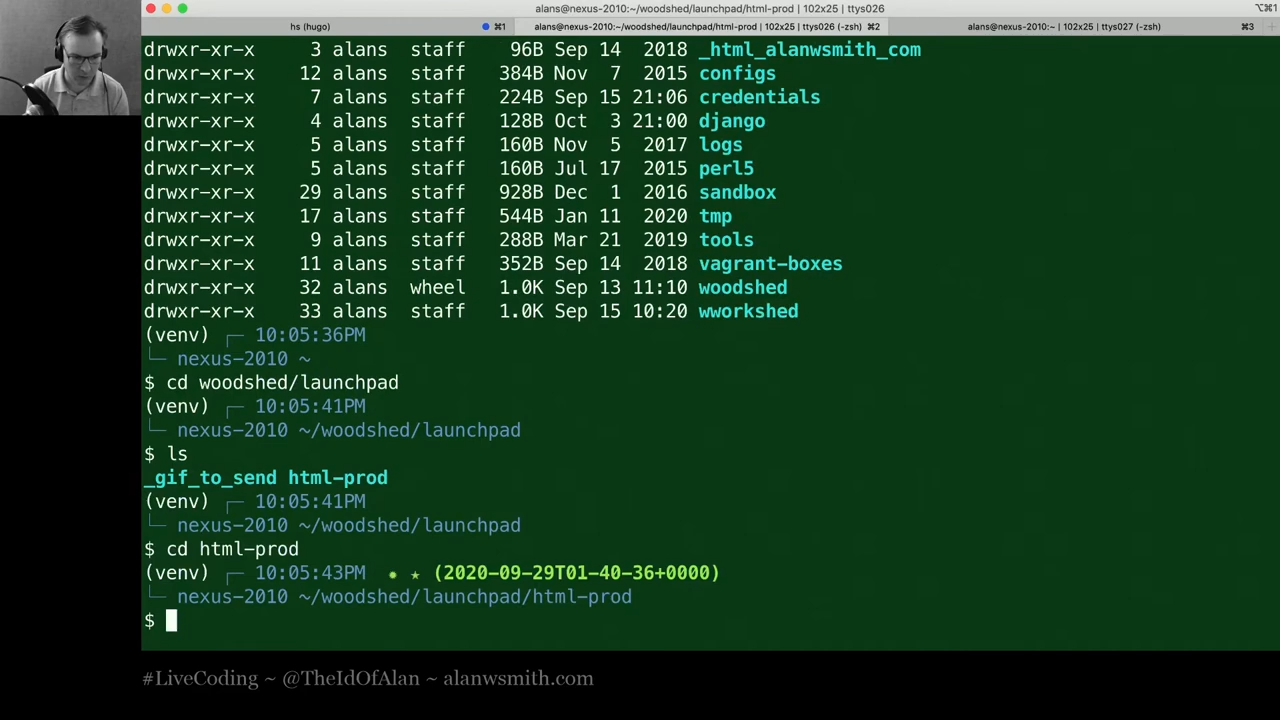 alans@nexus-2010:~/woodshed/launchpad/html-prod | 102x25 | ttys026
⌥⌘1
hs (hugo) ⌘1
alans@nexus-2010:~/woodshed/launchpad/html-prod | 102x25 | ttys026 (-zsh) ⌘2
alans@nexus-2010:~ | 102x25 | ttys027 (-zsh) ⌘3
drwxr-xr-x 3 alans staff 96B Sep 14 2018 _html_alanwsmith_com
drwxr-xr-x 12 alans staff 384B Nov 7 2015 configs
drwxr-xr-x 7 alans staff 224B Sep 15 21:06 credentials
drwxr-xr-x 4 alans staff 128B Oct 3 21:00 django
drwxr-xr-x 5 alans staff 160B Nov 5 2017 logs
drwxr-xr-x 5 alans staff 160B Jul 17 2015 perl5
drwxr-xr-x 29 alans staff 928B Dec 1 2016 sandbox
drwxr-xr-x 17 alans staff 544B Jan 11 2020 tmp
drwxr-xr-x 9 alans staff 288B Mar 21 2019 tools
drwxr-xr-x 11 alans staff 352B Sep 14 2018 vagrant-boxes
drwxr-xr-x 32 alans wheel 1.0K Sep 13 11:10 woodshed
drwxr-xr-x 33 alans staff 1.0K Sep 15 10:20 wworkshed
(venv) ┌─ 10:05:36PM
└─ nexus-2010 ~
$ cd woodshed/launchpad
(venv) ┌─ 10:05:41PM
└─ nexus-2010 ~/woodshed/launchpad
$ ls
_gif_to_send html-prod
(venv) ┌─ 10:05:41PM
└─ nexus-2010 ~/woodshed/launchpad
$ cd html-prod
(venv) ┌─ 10:05:43PM ● ★ (2020-09-29T01-40-36+0000)
└─ nexus-2010 ~/woodshed/launchpad/html-prod
$
#LiveCoding ~ @TheIdOfAlan ~ alanwsmith.com